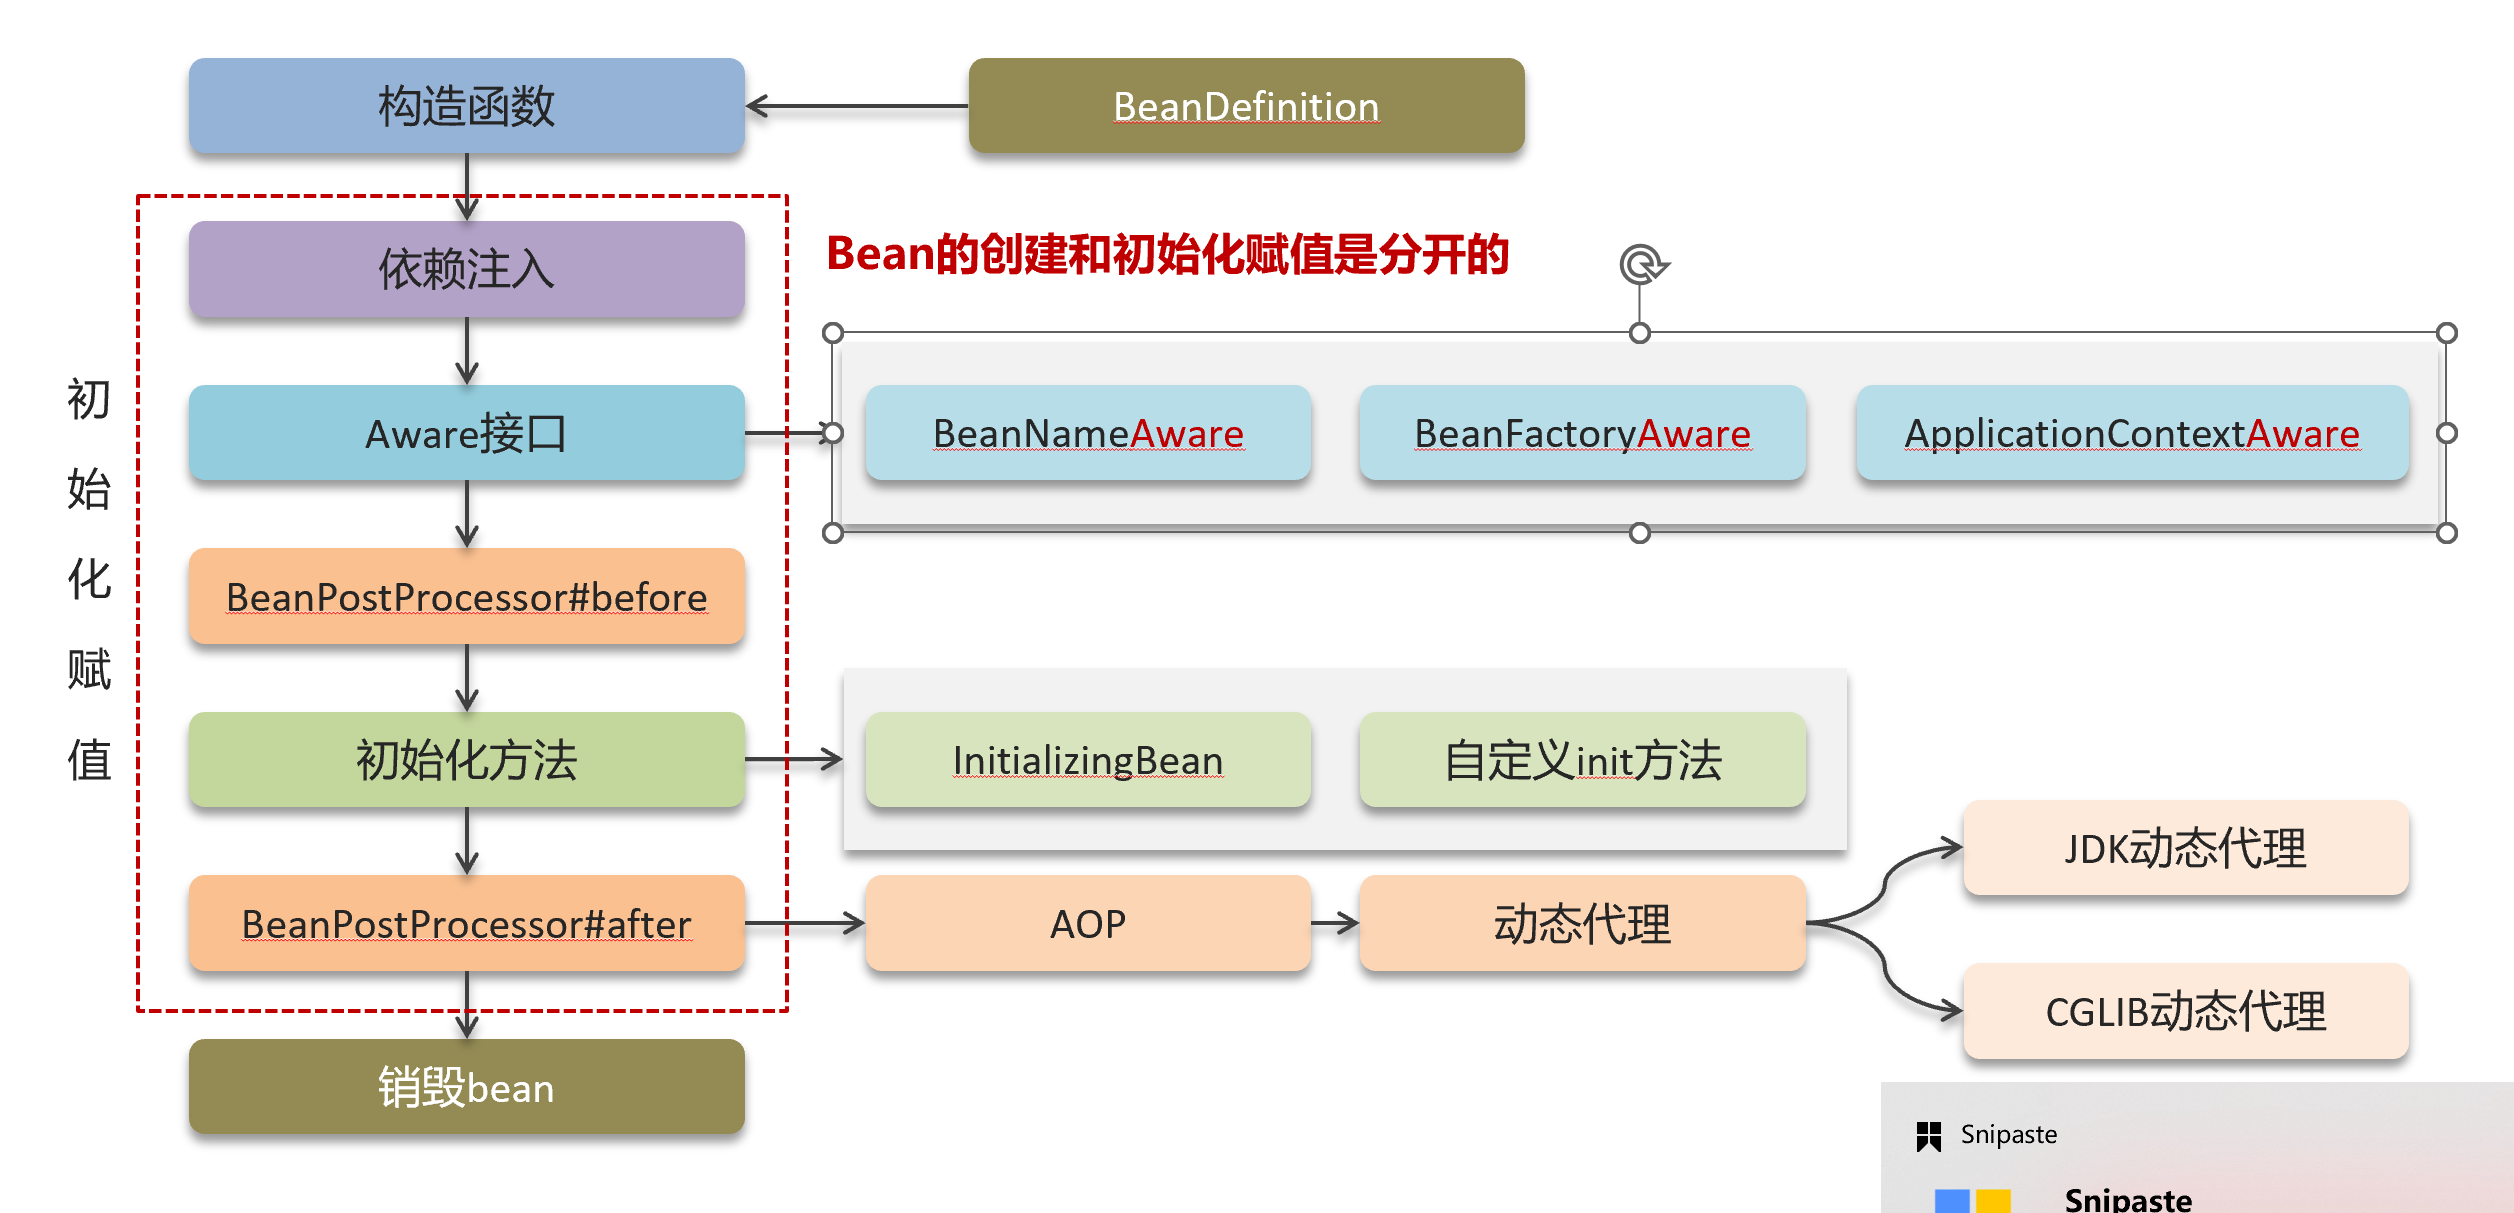 构造函数
BeanDefinition
依赖注入
Bean的创建和初始化赋值是分开的
初始化赋值
Aware接口
BeanNameAware
BeanFactoryAware
ApplicationContextAware
BeanPostProcessor#before
初始化方法
InitializingBean
自定义init方法
BeanPostProcessor#after
AOP
动态代理
JDK动态代理
CGLIB动态代理
销毁bean
Snipaste
Snipaste